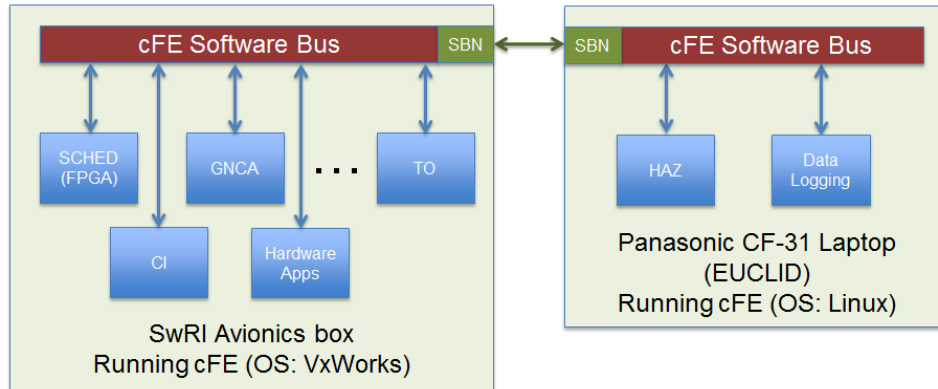 cFE Software Bus
SBN
SBN
cFE Software Bus
SCHED
(FPGA)
GNCA
...
TO
HAZ
Data
Logging
CI
Hardware
Apps
SwRI Avionics box
Running cFE (OS: VxWorks)
Panasonic CF-31 Laptop
(EUCLID)
Running cFE (OS: Linux)